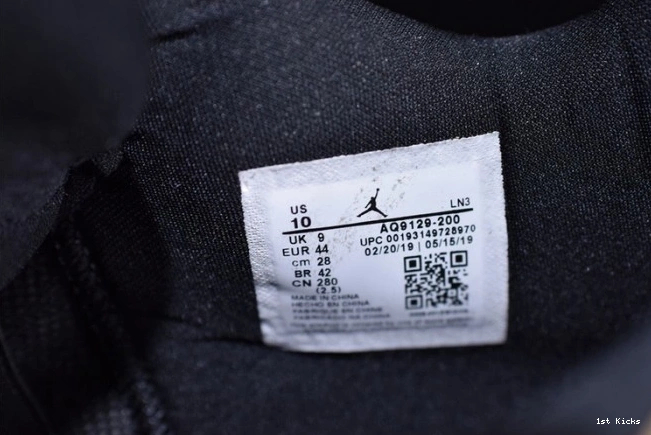 US
10
LN3
AQ9129-200
UK 9
UPC 00193149728970
EUR 44
02/20/19 | 05/15/19
cm 28
BR 42
CN 280
(2.5)
MADE IN CHINA
HECHO EN CHINA
FABRIQUE EN CHINE
1st Kicks